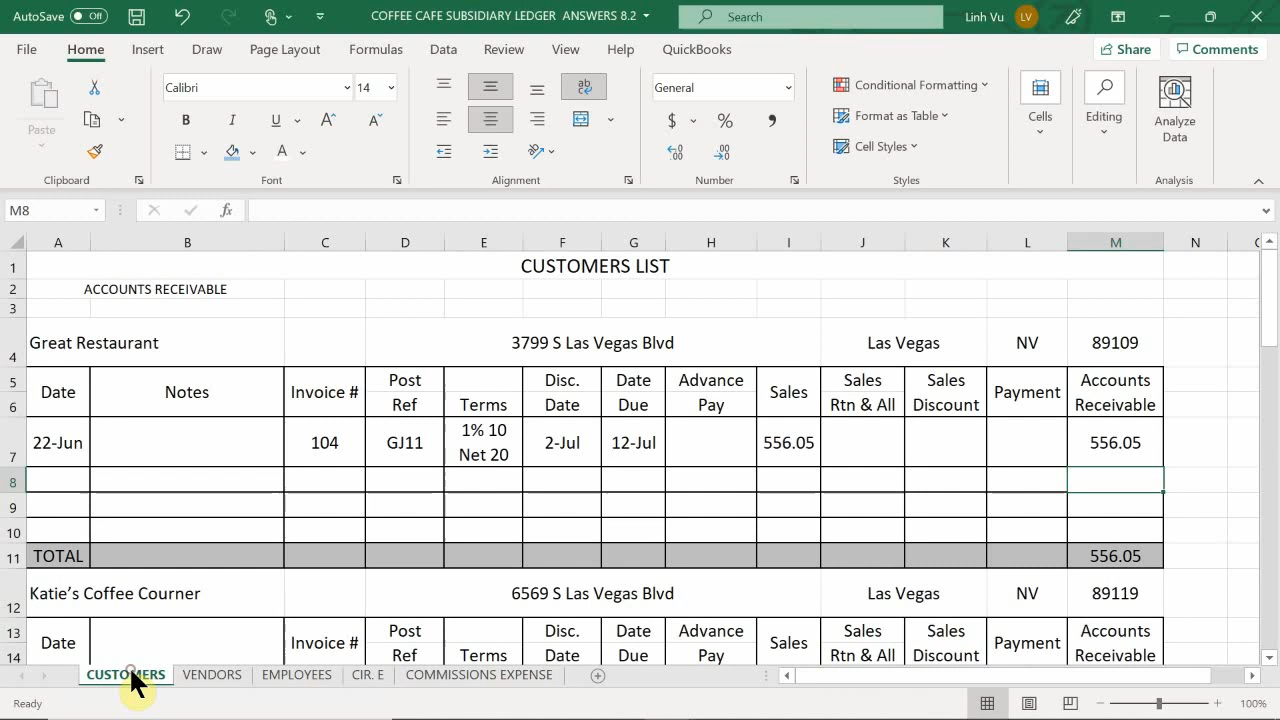 AutoSave Off COFFEE CAFE SUBSIDIARY LEDGER ANSWERS 8.2 Search Linh Vu LV
File Home Insert Draw Page Layout Formulas Data Review View Help QuickBooks Share Comments
Paste Calibri 14 B I U A A A ab General $ % , .00 Conditional Formatting Format as Table Cell Styles Cells Editing Analyze Data
Clipboard Font Alignment Number Styles Analysis
M8 fx
A B C D E F G H I J K L M N
1 CUSTOMERS LIST
2 ACCOUNTS RECEIVABLE
3
4 Great Restaurant 3799 S Las Vegas Blvd Las Vegas NV 89109
5 Date Notes Invoice # Post Disc. Date Advance Sales Sales Sales Payment Accounts
6 Ref Terms Date Due Pay Rtn & All Discount Receivable
7 22-Jun 104 GJ11 1% 10 Net 20 2-Jul 12-Jul 556.05 556.05
8
9
10
11 TOTAL 556.05
12 Katie's Coffee Courner 6569 S Las Vegas Blvd Las Vegas NV 89119
13 Date Invoice # Post Disc. Date Advance Sales Sales Sales Payment Accounts
14 Ref Terms Date Due Pay Rtn & All Discount Receivable
CUSTOMERS VENDORS EMPLOYEES CIR. E COMMISSIONS EXPENSE
Ready 100%